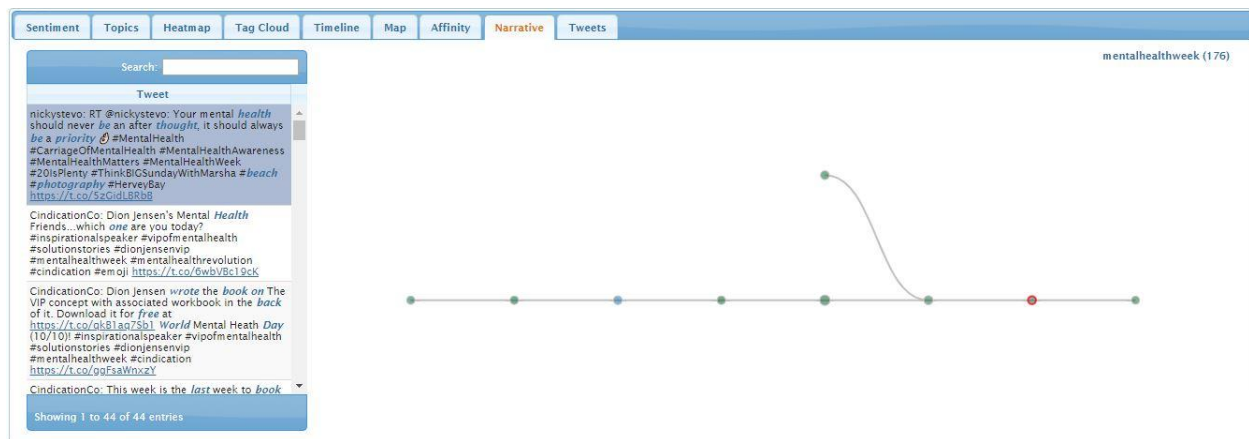 Sentiment
Topics
Heatmap
Tag Cloud
Timeline
Map
Affinity
Narrative
Tweets
Search:
mentalhealthweek (176)
Tweet
nickystevo: RT @nickystevo: Your mental health
should never be an after thought, it should always
be a priority #MentalHealth
#CarriageOfMentalHealth #MentalHealthAwareness
#MentalHealthMatters #MentalHealthWeek
#20IsPlenty #ThinkBIGSundayWithMarsha #beach
#photography #HerveyBay
https://t.co/5zGidLBRbB
CindicationCo: Dion Jensen's Mental Health
Friends...which one are you today?
#inspirationalspeaker #vipofmentalhealth
#solutionstories #dionjensenvip
#mentalhealthweek #mentalhealthrevolution
#cindication #emoji https://t.co/6wbVBc19cK
CindicationCo: Dion Jensen wrote the book on The
VIP concept with associated workbook in the back
of it. Download it for free at
https://t.co/qkB1aq7Sb1 World Mental Heath Day
(10/10)! #inspirationalspeaker #vipofmentalhealth
#solutionstories #dionjensenvip
#mentalhealthweek #cindication
https://t.co/ggFsaWnxzY
CindicationCo: This week is the last week to book
Showing 1 to 44 of 44 entries